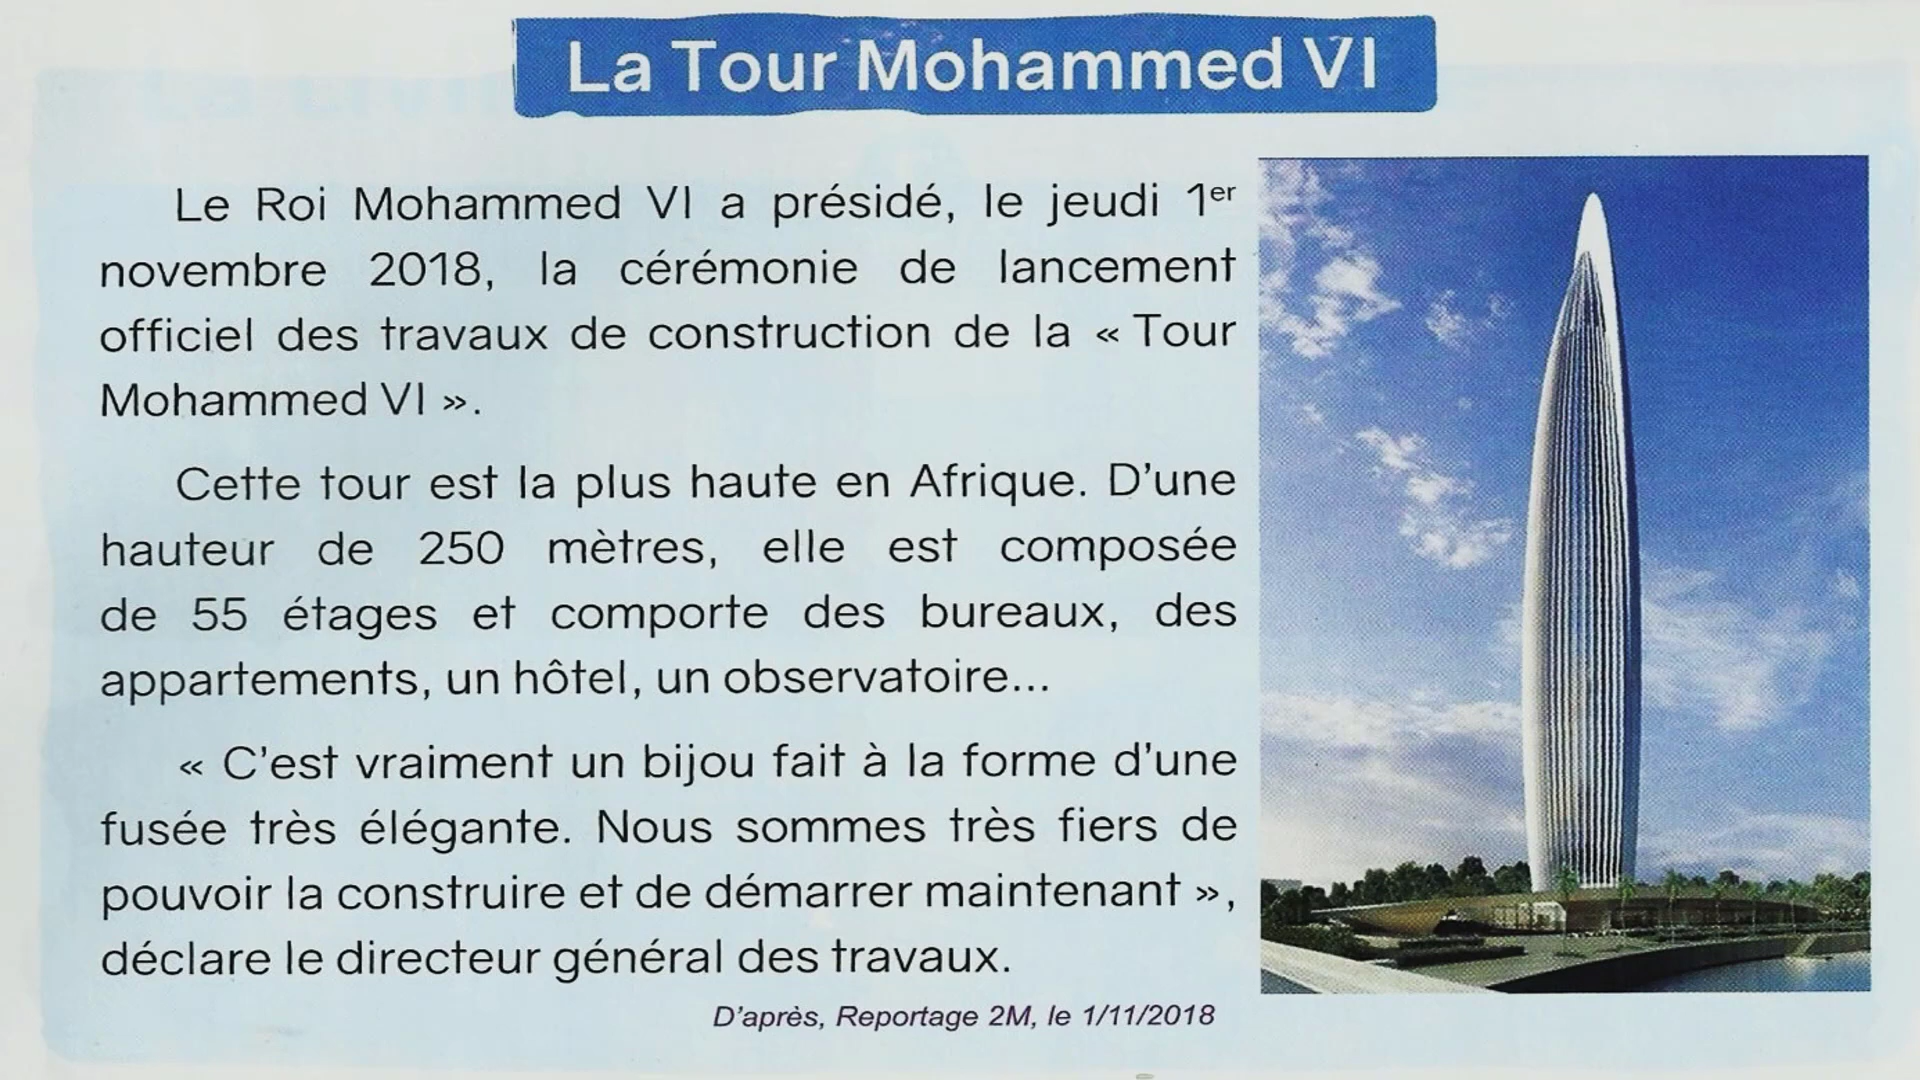 La Tour Mohammed VI
Le Roi Mohammed VI a présidé, le jeudi 1er
novembre 2018, la cérémonie de lancement
officiel des travaux de construction de la « Tour
Mohammed VI ».
Cette tour est la plus haute en Afrique. D'une
hauteur de 250 mètres, elle est composée
de 55 étages et comporte des bureaux, des
appartements, un hôtel, un observatoire...
« C'est vraiment un bijou fait à la forme d'une
fusée très élégante. Nous sommes très fiers de
pouvoir la construire et de démarrer maintenant »,
déclare le directeur général des travaux.
D'après, Reportage 2M, le 1/11/2018